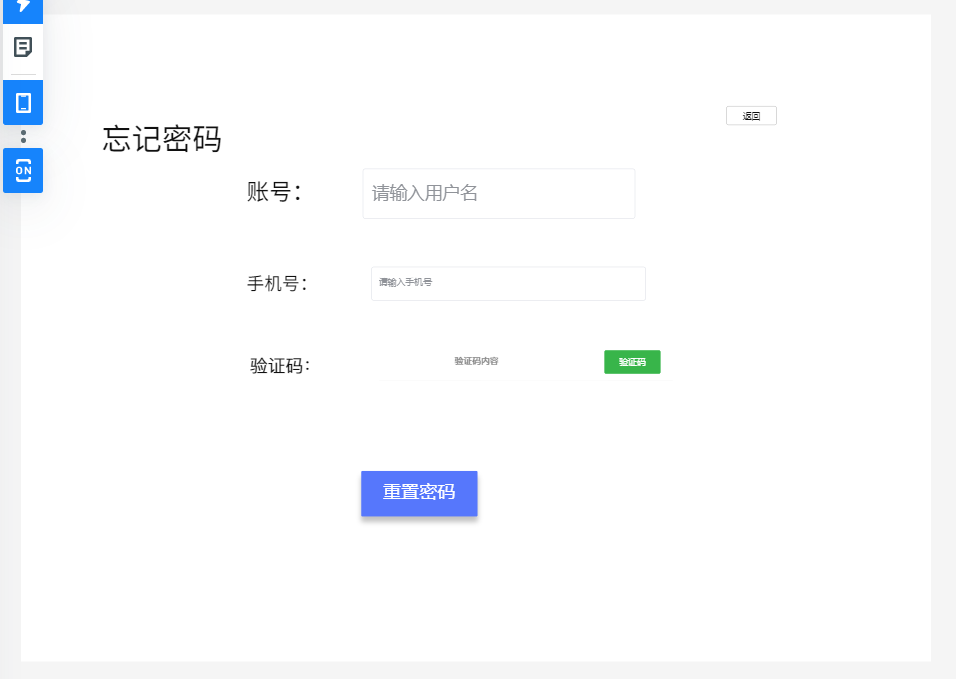 ON
返回
忘记密码
账号：
请输入用户名
手机号：
请输入手机号
验证码：
验证码内容
验证码
重置密码